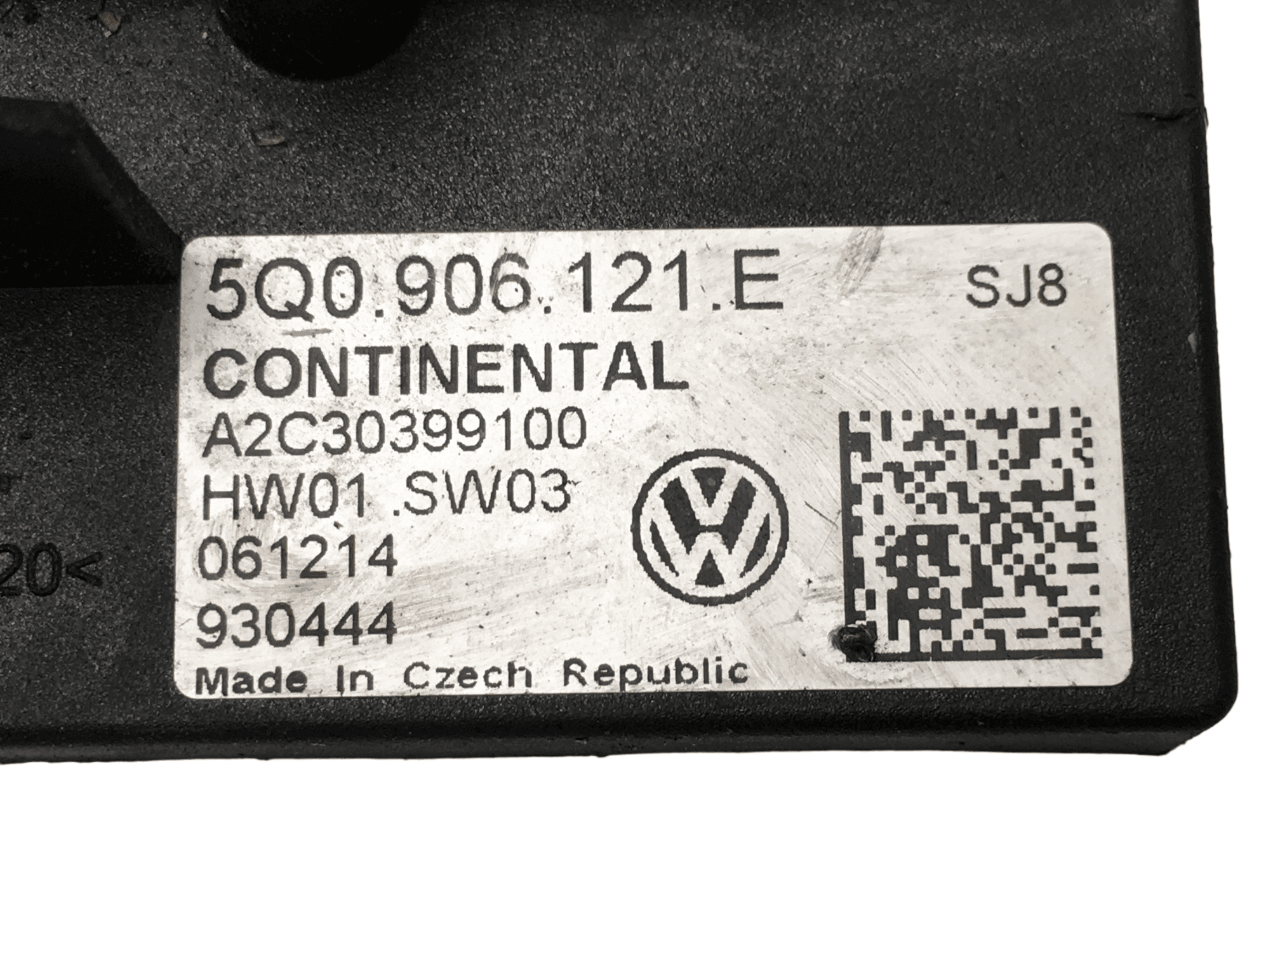 5Q0.906.121.E SJ8
CONTINENTAL
A2C30399100
HW01 .SW03
061214
930444
Made In Czech Republic
20<